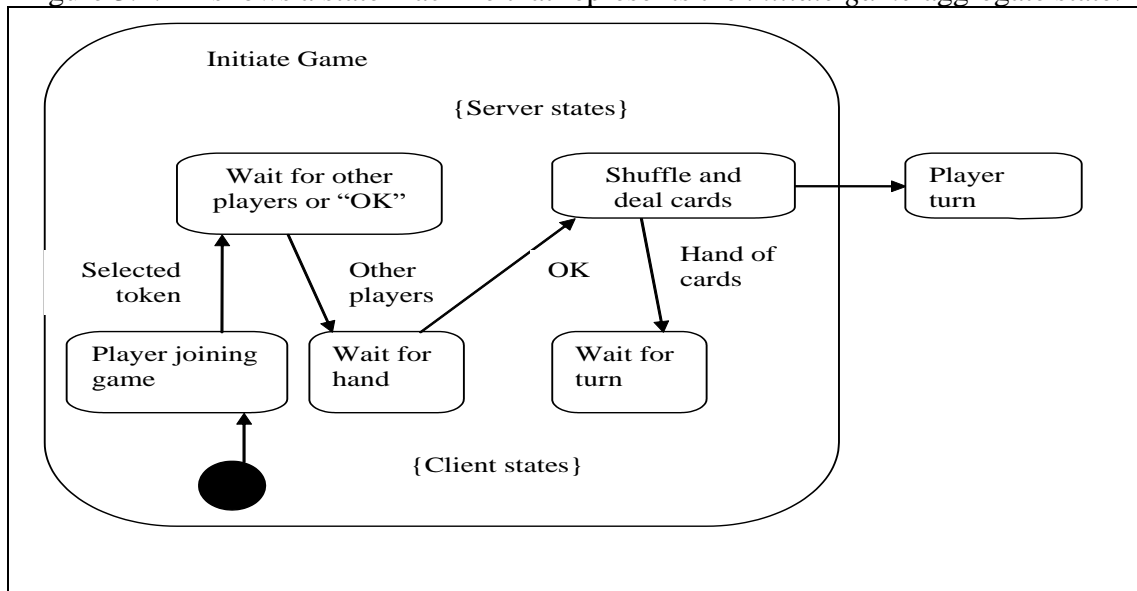 Initiate Game
{Server states}
Wait for other
players or “OK”
Shuffle and
deal cards
Player
turn
Selected
token
Other
players
OK
Hand of
cards
Player joining
game
Wait for
hand
Wait for
turn
{Client states}